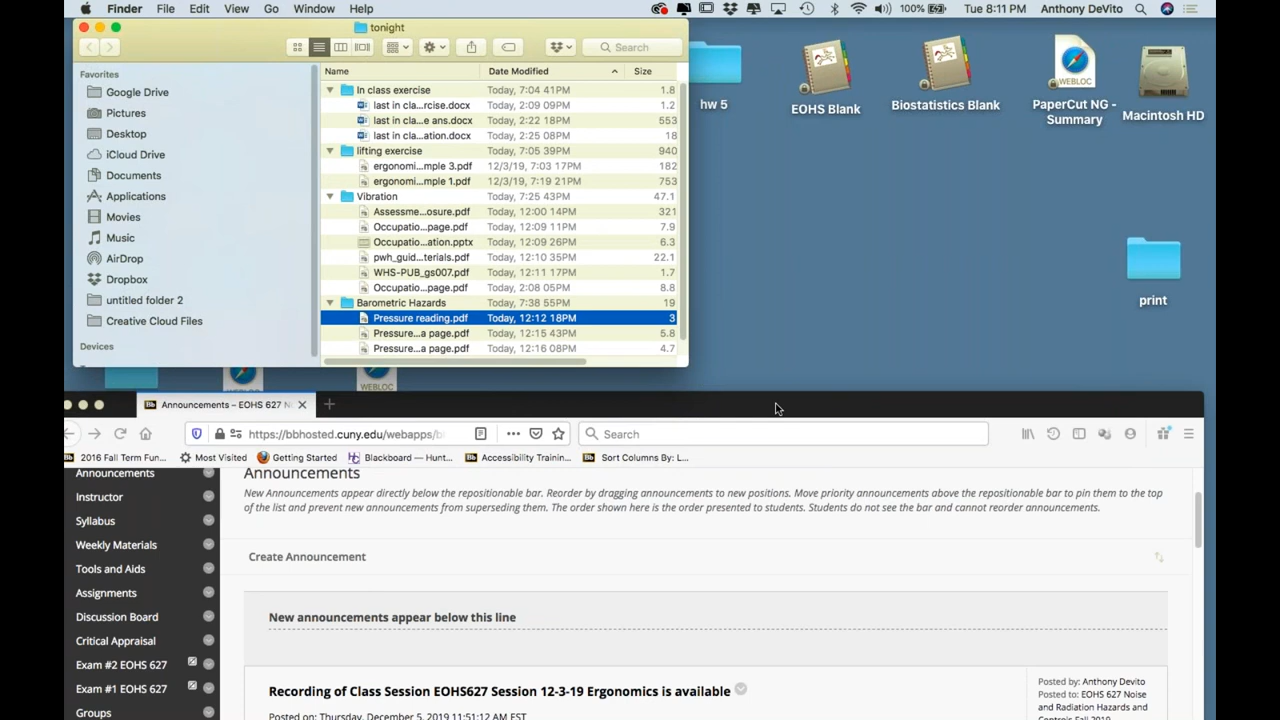 Finder File Edit View Go Window Help 100% Tue 8:11 PM Anthony DeVito
tonight
Search
Favorites
Google Drive
Pictures
Desktop
iCloud Drive
Documents
Applications
Movies
Music
AirDrop
Dropbox
untitled folder 2
Creative Cloud Files
Devices
Name Date Modified Size
In class exercise Today, 7:04 41PM 1.8
last in cla...rcise.docx Today, 2:09 09PM 1.2
last in cla...e ans.docx Today, 2:22 18PM 553
last in cla...ation.docx Today, 2:25 08PM 18
lifting exercise Today, 7:05 39PM 940
ergonomi...mple 3.pdf 12/3/19, 7:03 17PM 182
ergonomi...mple 1.pdf 12/3/19, 7:19 21PM 753
Vibration Today, 7:25 43PM 47.1
Assessme...osure.pdf Today, 12:00 14PM 321
Occupatio...page.pdf Today, 12:09 11PM 7.9
Occupatio...ation.pptx Today, 12:09 26PM 6.3
pwh_guid...terials.pdf Today, 12:10 35PM 22.1
WHS-PUB_gs007.pdf Today, 12:11 17PM 1.7
Occupatio...page.pdf Today, 2:08 05PM 8.8
Barometric Hazards Today, 7:38 55PM 19
Pressure reading.pdf Today, 12:12 18PM 3
Pressure...a page.pdf Today, 12:15 43PM 5.8
Pressure...a page.pdf Today, 12:16 08PM 4.7
hw 5
EOHS Blank
Biostatistics Blank
WEBLOC
PaperCut NG -
Summary
Macintosh HD
print
WEBLOC
WEBLOC
Bb Announcements – EOHS 627 N
https://bbhosted.cuny.edu/webapps/b
Search
Bb 2016 Fall Term Fun... Most Visited Getting Started Blackboard — Hunt... Bb Accessibility Trainin... Bb Sort Columns By: L...
Announcements
Instructor
Syllabus
Weekly Materials
Tools and Aids
Assignments
Discussion Board
Critical Appraisal
Exam #2 EOHS 627
Exam #1 EOHS 627
Groups
Announcements
New Announcements appear directly below the repositionable bar. Reorder by dragging announcements to new positions. Move priority announcements above the repositionable bar to pin them to the top
of the list and prevent new announcements from superseding them. The order shown here is the order presented to students. Students do not see the bar and cannot reorder announcements.
Create Announcement
New announcements appear below this line
Recording of Class Session EOHS627 Session 12-3-19 Ergonomics is available
Posted on: Thursday, December 5, 2019 11:51:12 AM EST
Posted by: Anthony Devito
Posted to: EOHS 627 Noise
and Radiation Hazards and
Controls Fall 2019